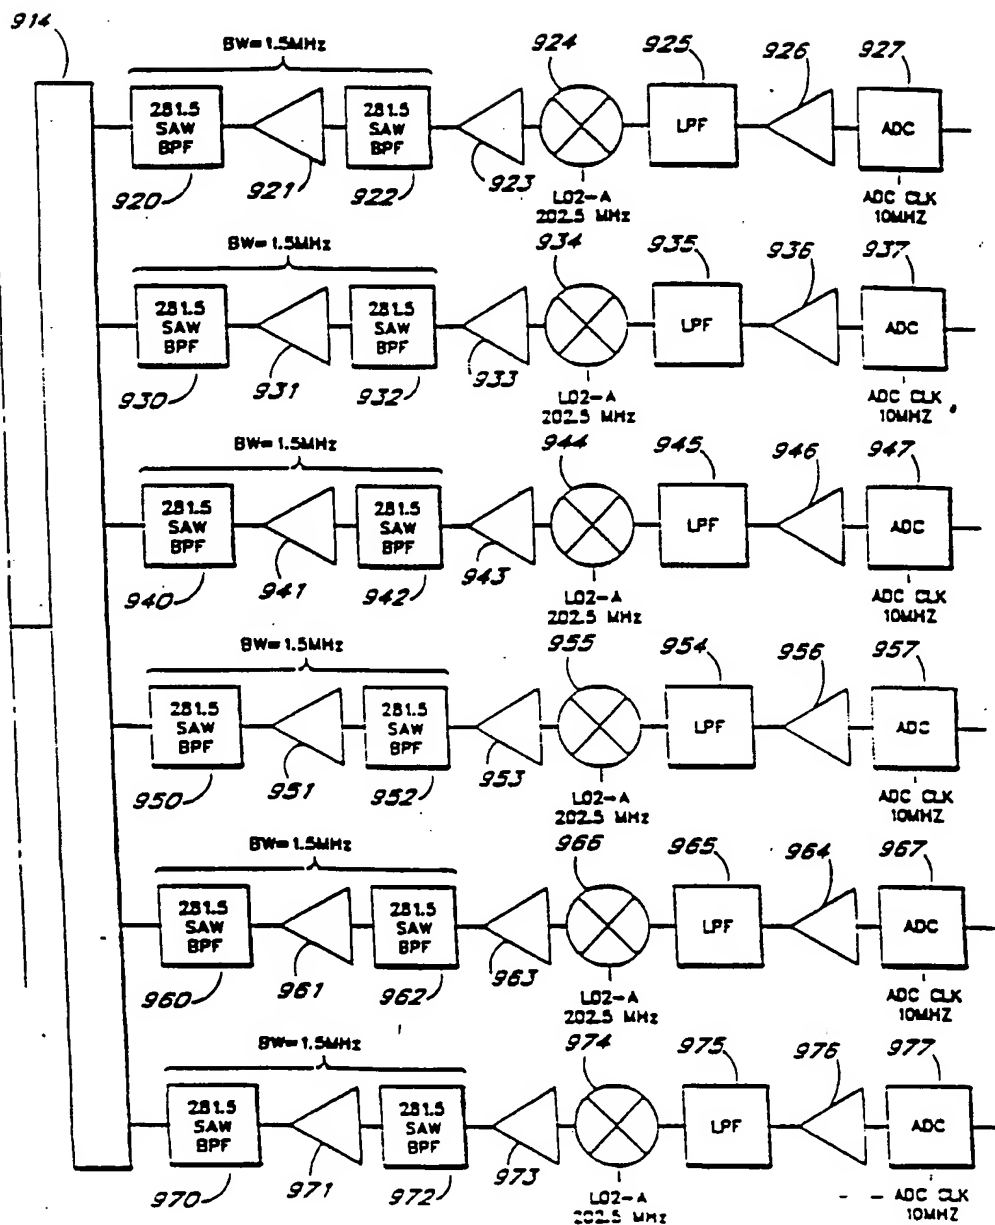 914
BW=1.5MHz
924 925 926 927
281.5 SAW BPF
281.5 SAW BPF
LPF
ADC
920 921 922 923
LO2-A
202.5 MHz
ADC CLK
10MHZ
BW=1.5MHz
934 935 936 937
281.5 SAW BPF
281.5 SAW BPF
LPF
ADC
930 931 932 933
LO2-A
202.5 MHz
ADC CLK
10MHZ
BW=1.5MHz
944 945 946 947
281.5 SAW BPF
281.5 SAW BPF
LPF
ADC
940 941 942 943
LO2-A
202.5 MHz
ADC CLK
10MHZ
BW=1.5MHz
955 954 956 957
281.5 SAW BPF
281.5 SAW BPF
LPF
ADC
950 951 952 953
LO2-A
202.5 MHz
ADC CLK
10MHZ
BW=1.5MHz
966 965 964 967
281.5 SAW BPF
281.5 SAW BPF
LPF
ADC
960 961 962 963
LO2-A
202.5 MHz
ADC CLK
10MHZ
BW=1.5MHz
974 975 976 977
281.5 SAW BPF
281.5 SAW BPF
LPF
ADC
970 971 972 973
LO2-A
202.5 MHz
ADC CLK
10MHZ